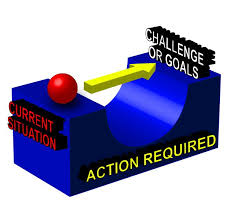 CHALLENGE
OR GOALS
CURRENT
SITUATION
ACTION REQUIRED